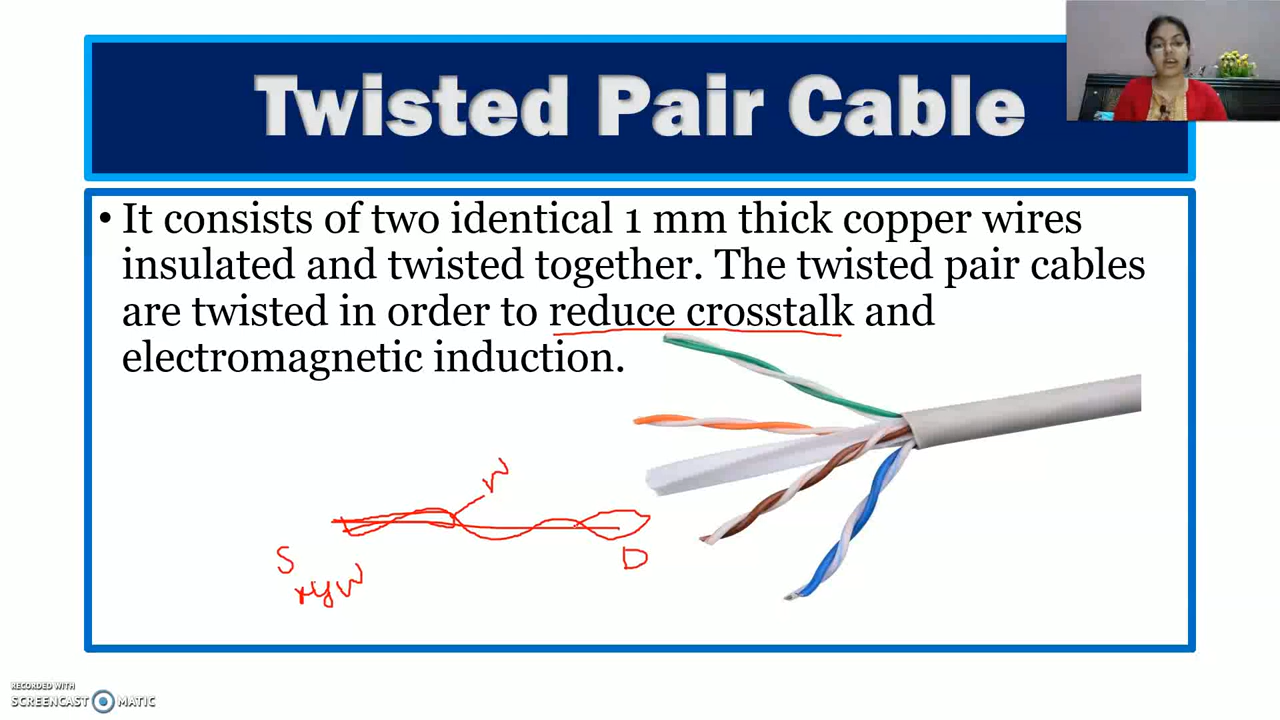 Twisted Pair Cable
• It consists of two identical 1 mm thick copper wires
insulated and twisted together. The twisted pair cables
are twisted in order to reduce crosstalk and
electromagnetic induction.
N
S
D
xyw
RECORDED WITH
SCREENCAST MATIC